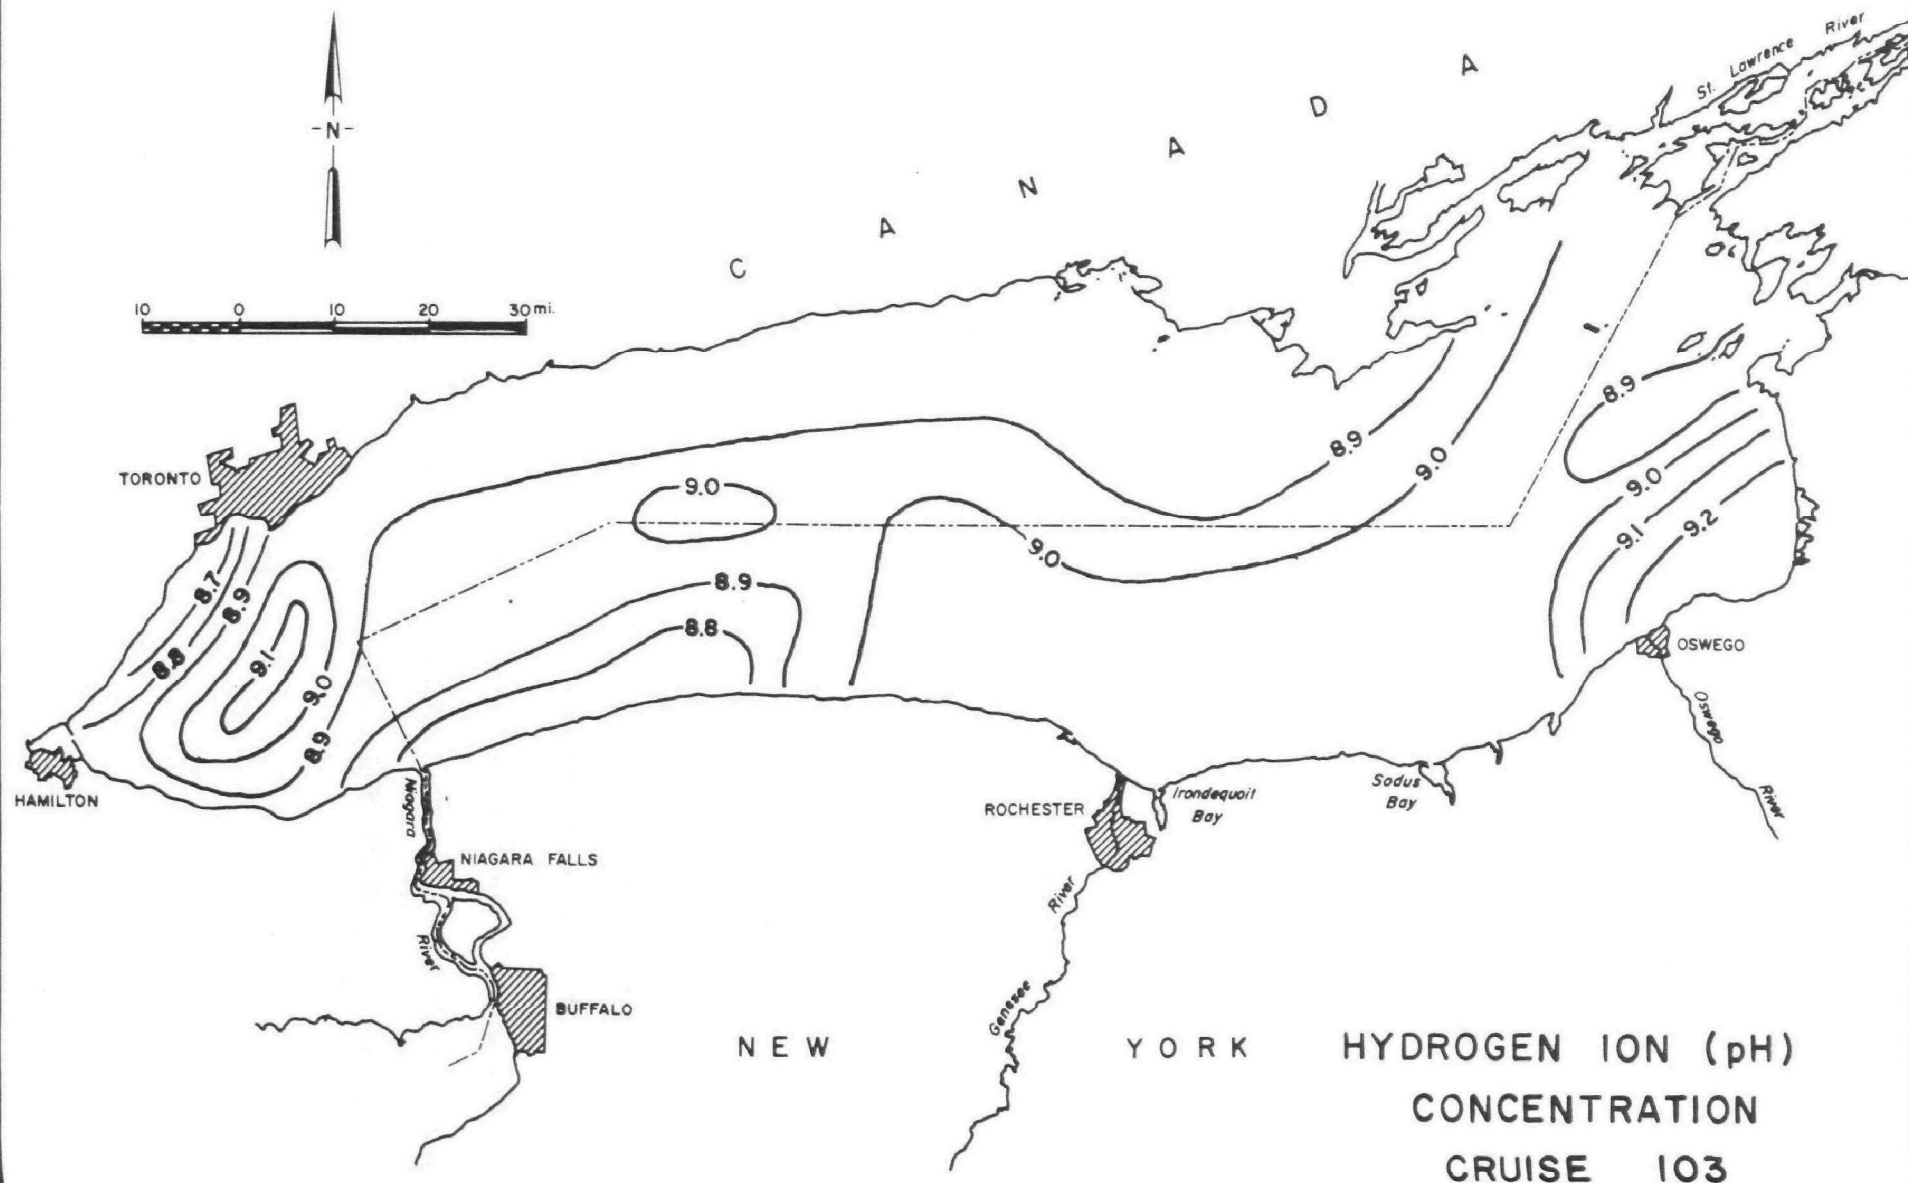 St. Lawrence River
C A N A D A
N
10 0 10 20 30 mi.
TORONTO
HAMILTON
8.7
8.8
8.9
9.1
9.0
8.9
9.0
8.9
8.8
9.0
8.9
9.0
8.9
9.0
9.1
9.2
OSWEGO
Oswego River
Niagara River
NIAGARA FALLS
BUFFALO
ROCHESTER
Irondequoit
Bay
Sodus
Bay
Genesee River
NEW YORK
HYDROGEN ION (pH)
CONCENTRATION
CRUISE 103